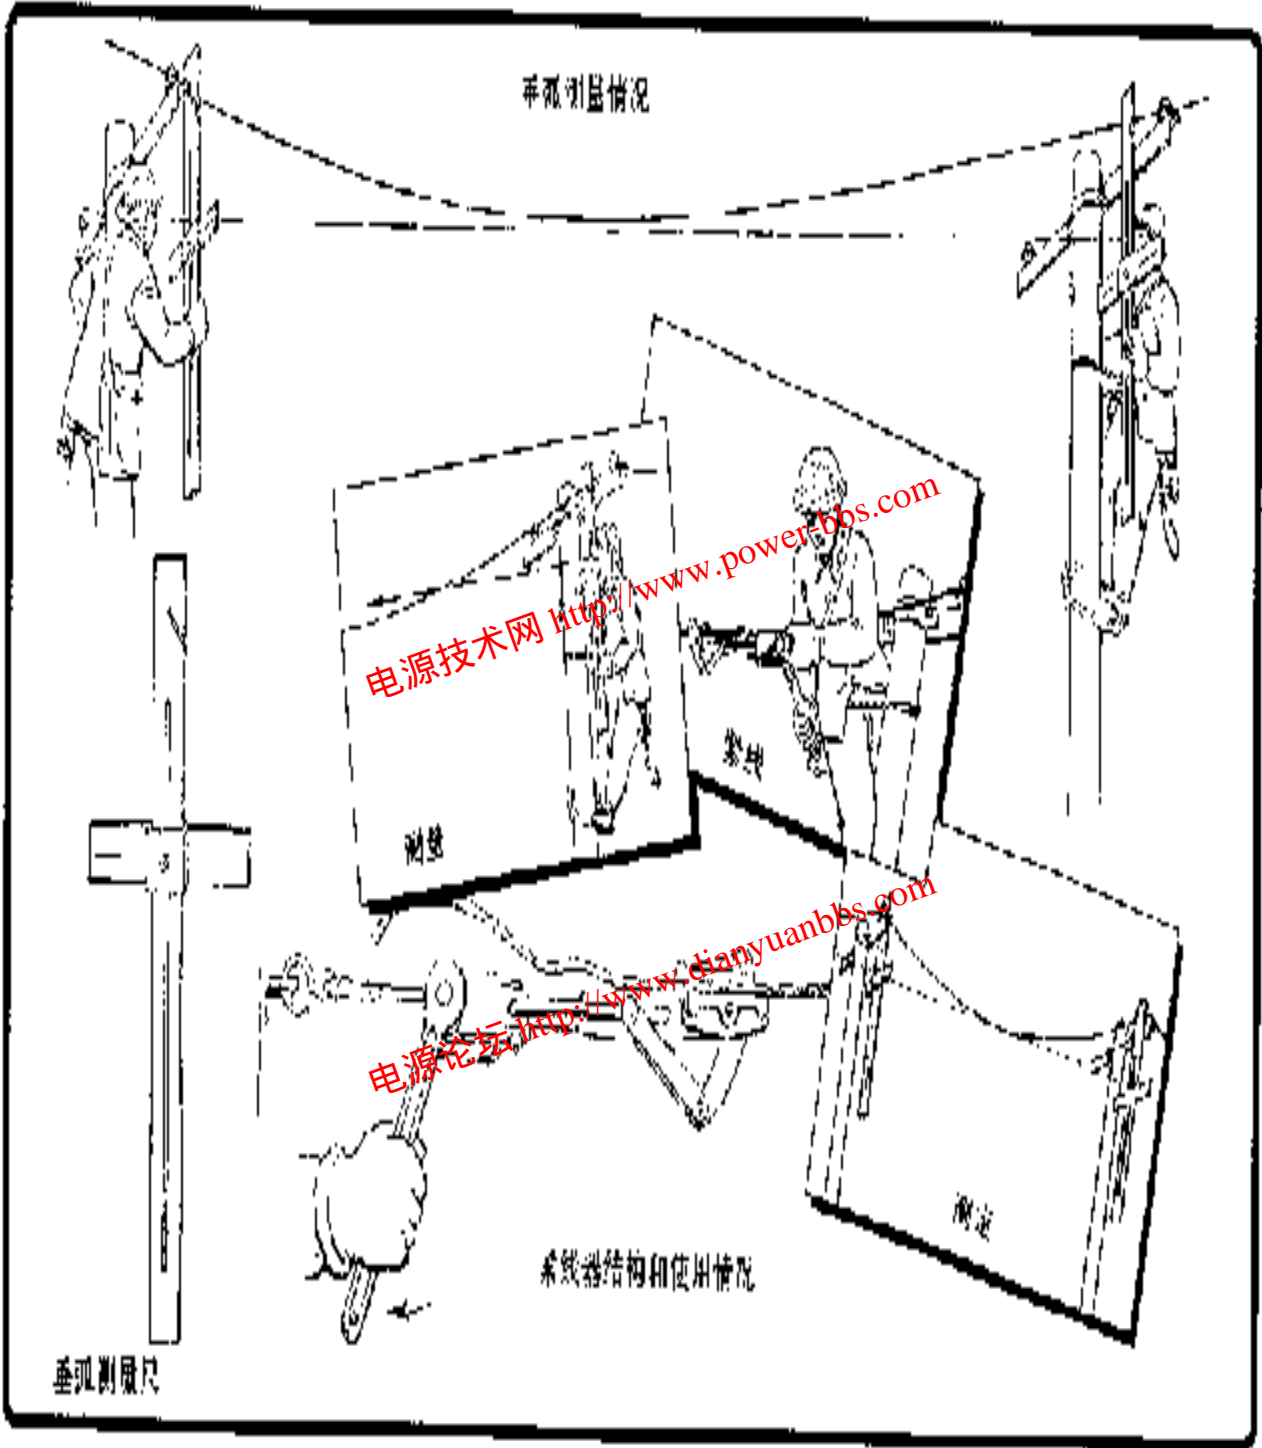 垂弧测量情况
电源技术网 http://www.power-bbs.com
紧线
测量
电源论坛 http://www.dianyuanbbs.com
测定
紧线器结构和使用情况
垂弧测量尺